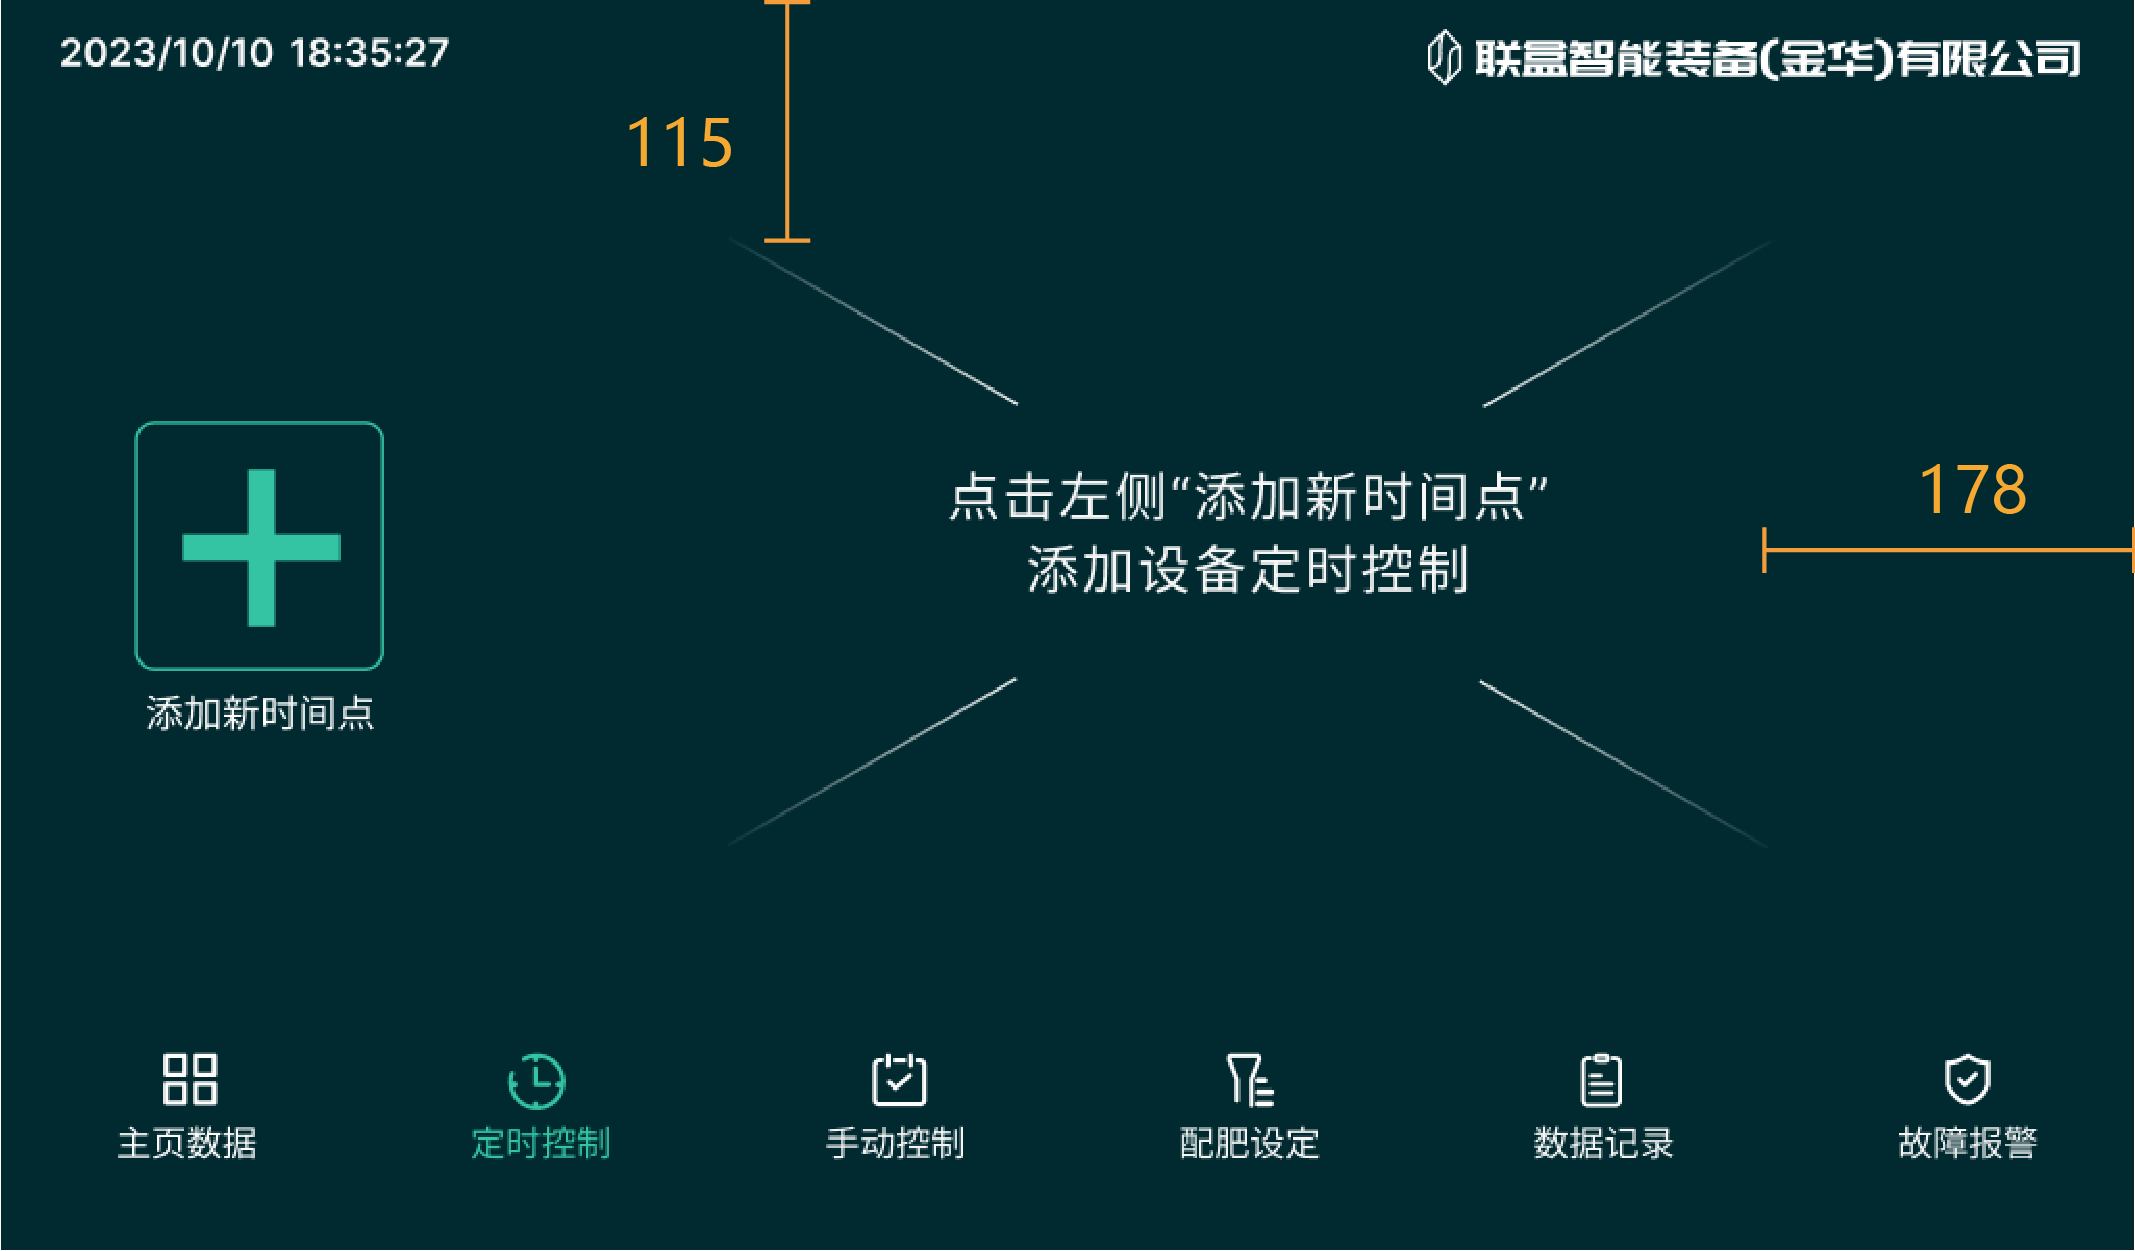 2023/10/10 18:35:27
联盒智能装备(金华)有限公司
115
点击左侧“添加新时间点”
添加设备定时控制
178
添加新时间点
主页数据
定时控制
手动控制
配肥设定
数据记录
故障报警